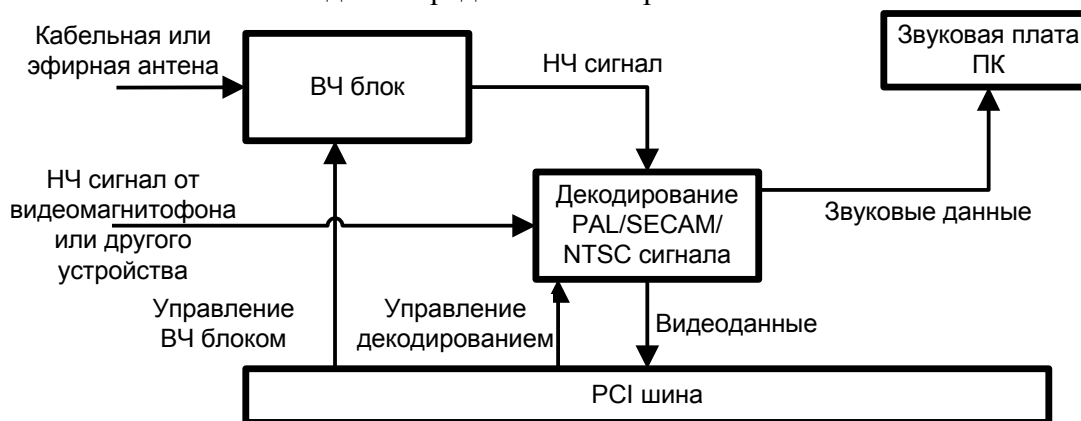 Кабельная или
эфирная антена
ВЧ блок
НЧ сигнал
Звуковая плата
ПК
НЧ сигнал от
видеомагнитофона
или другого
устройства
Декодирование
PAL/SECAM/
NTSC сигнала
Звуковые данные
Управление
ВЧ блоком
Управление
декодированием
Видеоданные
PCI шина